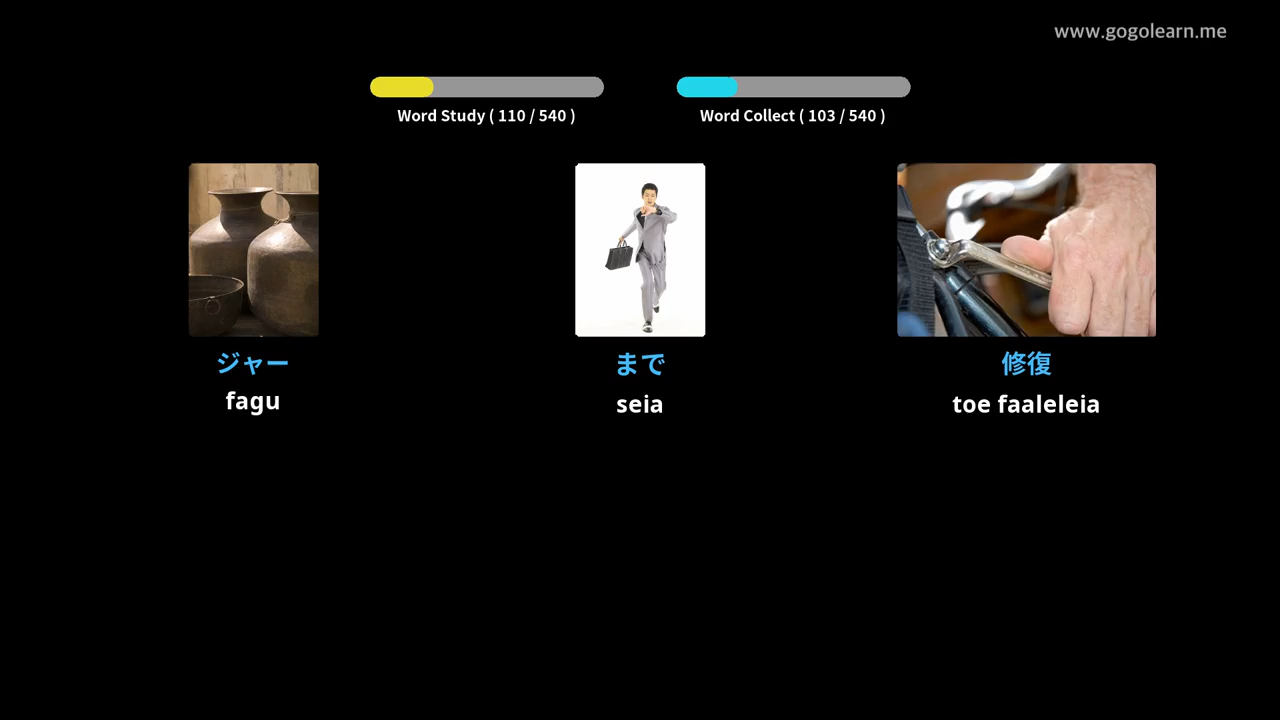 www.gogolearn.me
Word Study ( 110 / 540 )
Word Collect ( 103 / 540 )
ジャー
fagu
まで
seia
修復
toe faaleleia